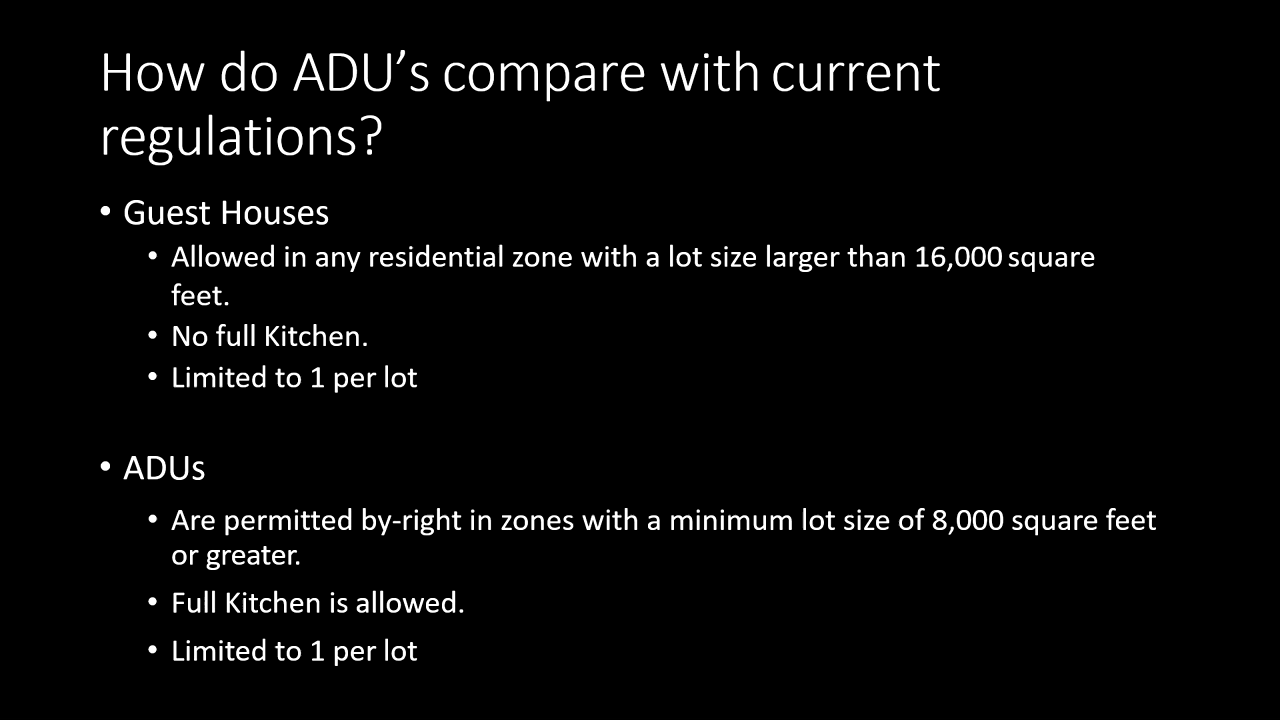 How do ADU’s compare with current
regulations?
• Guest Houses
• Allowed in any residential zone with a lot size larger than 16,000 square
feet.
• No full Kitchen.
• Limited to 1 per lot
• ADUs
• Are permitted by-right in zones with a minimum lot size of 8,000 square feet
or greater.
• Full Kitchen is allowed.
• Limited to 1 per lot